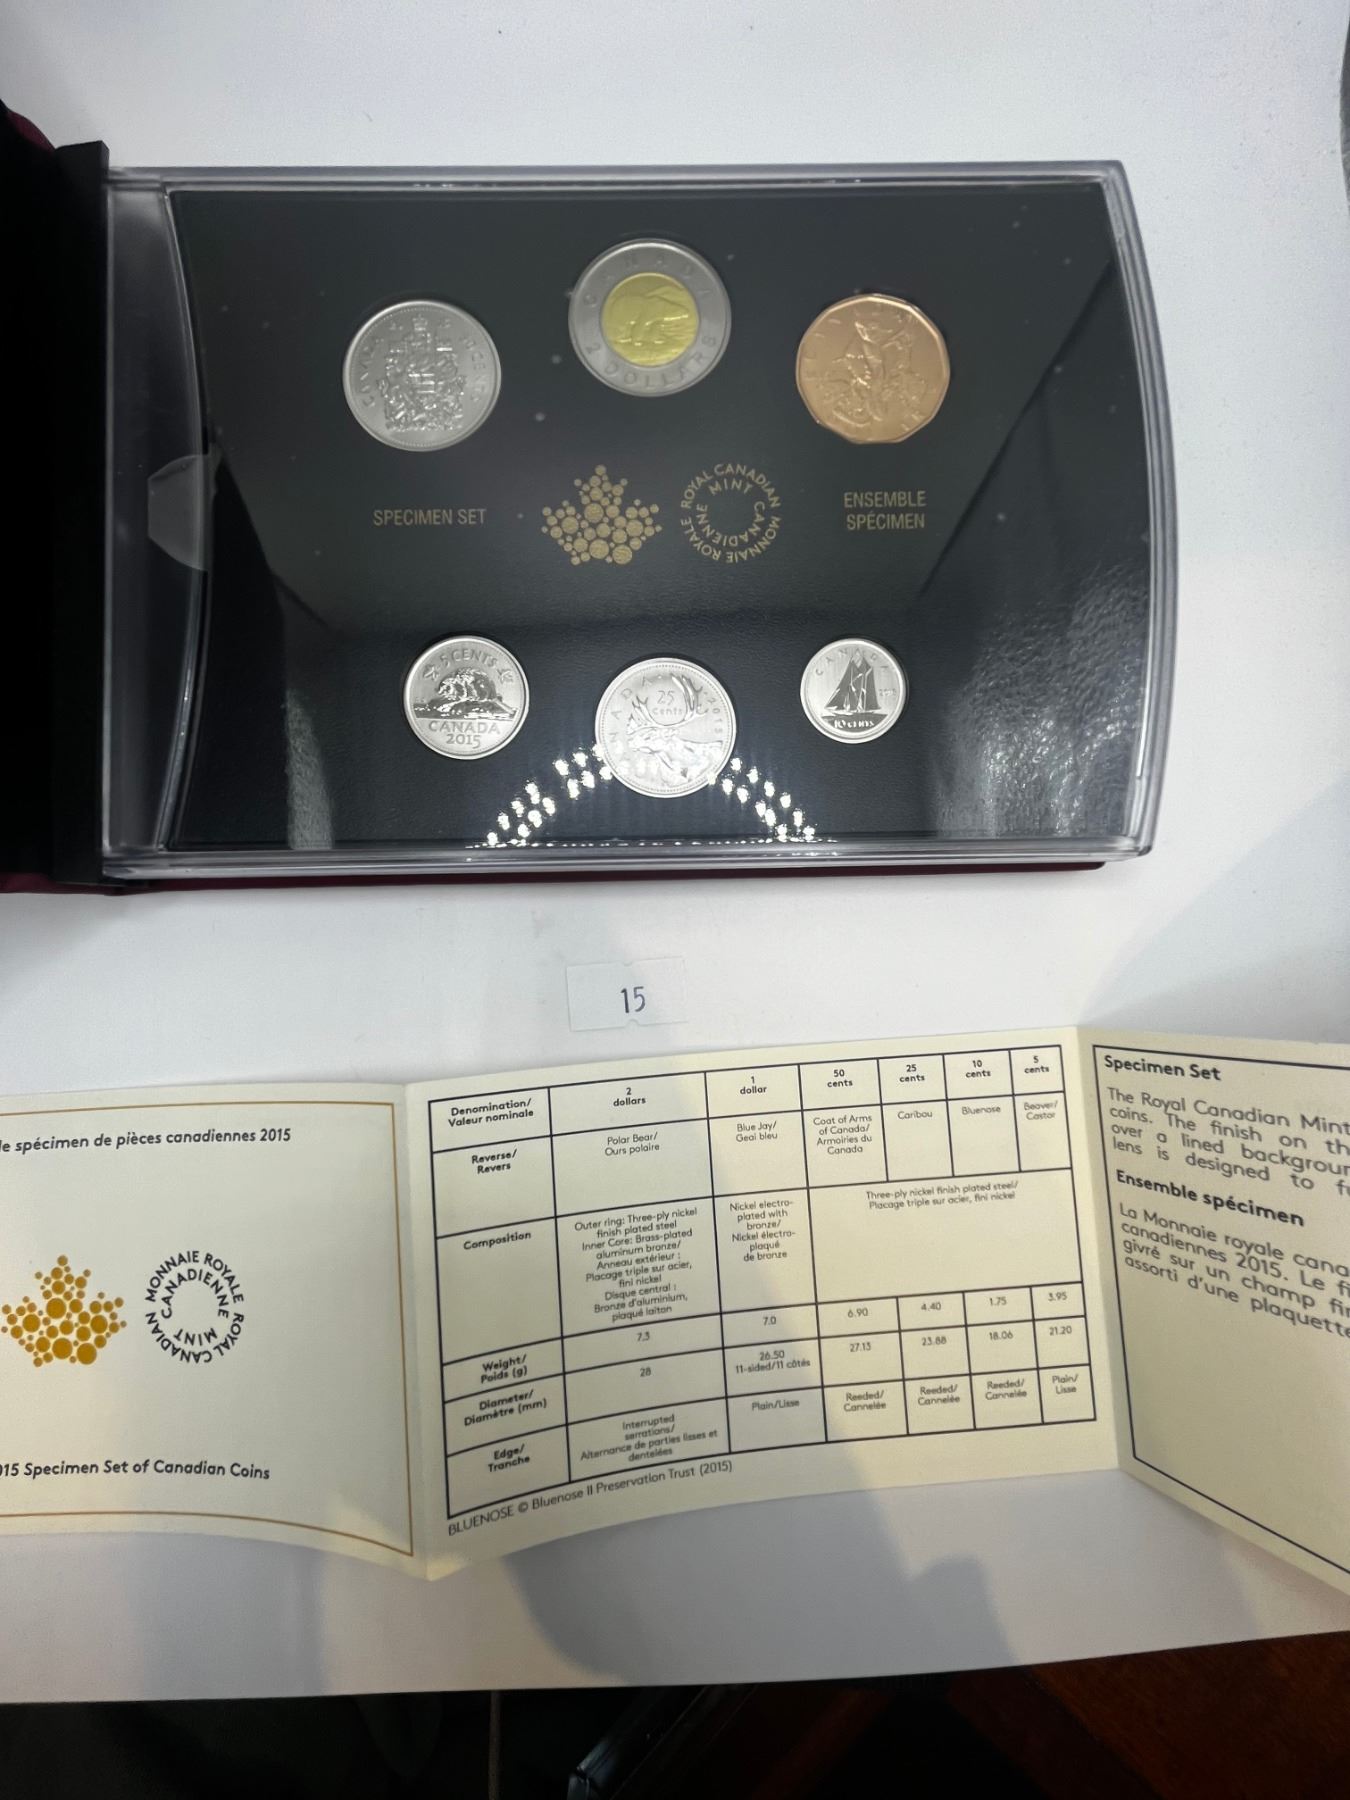 CANADA
2 DOLLARS
CANADA
50 CENTS
SPECIMEN SET
ROYAL CANADIAN MINT
MONNAIE ROYALE CANADIENNE
ENSEMBLE
SPÉCIMEN
5 CENTS
CANADA
2015
CANADA 2015
25
cents
CANADA
10 cents
15
le spécimen de pièces canadiennes 2015
MONNAIE ROYALE CANADIENNE
ROYAL CANADIAN MINT
15 Specimen Set of Canadian Coins
Denomination/
Valeur nominale
2
dollars
1
dollar
50
cents
25
cents
10
cents
5
cents
Reverse/
Revers
Polar Bear/
Ours polaire
Blue Jay/
Geai bleu
Coat of Arms
of Canada/
Armoiries du
Canada
Caribou
Bluenose
Beaver/
Castor
Composition
Outer ring: Three-ply nickel
finish plated steel
Inner Core: Brass-plated
aluminum bronze/
Anneau extérieur :
Placage triple sur acier,
fini nickel
Disque central :
Bronze d'aluminium,
plaqué laiton
Nickel electro-
plated with
bronze/
Nickel électro-
plaqué
de bronze
Three-ply nickel finish plated steel/
Placage triple sur acier, fini nickel
Weight/
Poids (g)
7.3
7.0
6.90
4.40
1.75
3.95
Diameter/
Diamètre (mm)
28
26.50
11-sided/11 côtés
27.13
23.88
18.06
21.20
Edge/
Tranche
Interrupted
serrations/
Alternance de parties lisses et
dentelées
Plain/Lisse
Reeded/
Cannelée
Reeded/
Cannelée
Reeded/
Cannelée
Plain/
Lisse
BLUENOSE © Bluenose II Preservation Trust (2015)
Specimen Set
The Royal Canadian Mint
coins. The finish on th
over a lined backgrour
lens is designed to f
Ensemble spécimen
La Monnaie royale cana
canadiennes 2015. Le fi
givré sur un champ fin
assorti d'une plaquette